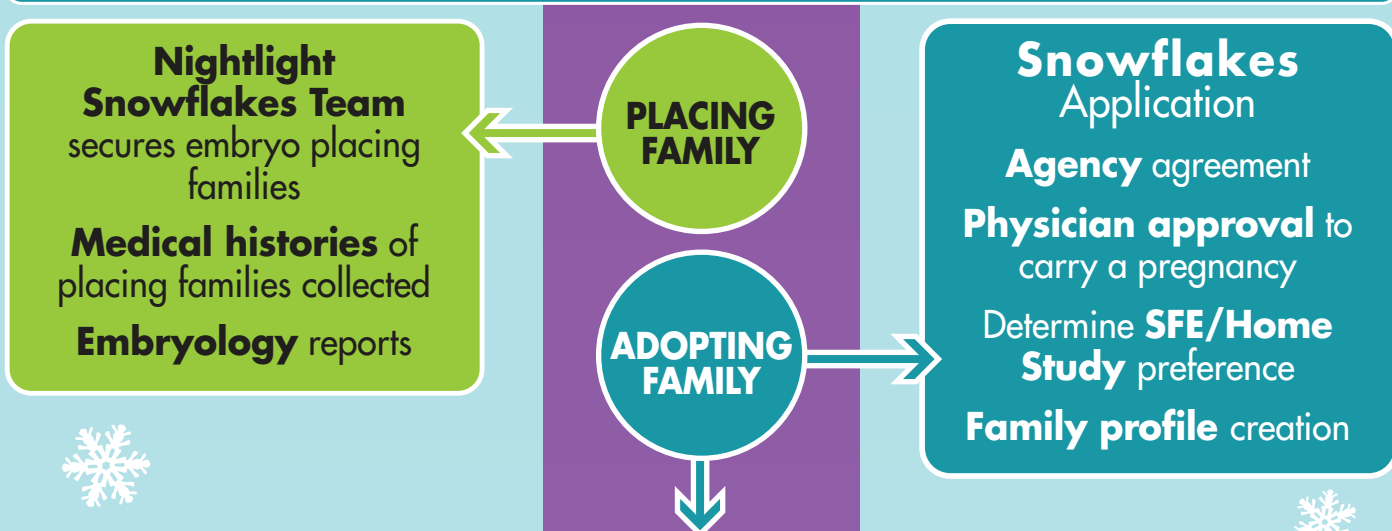 Nightlight
Snowflakes Team
secures embryo placing
families
Medical histories of
placing families collected
Embryology reports
PLACING
FAMILY
ADOPTING
FAMILY
Snowflakes
Application
Agency agreement
Physician approval to
carry a pregnancy
Determine SFE/Home
Study preference
Family profile creation